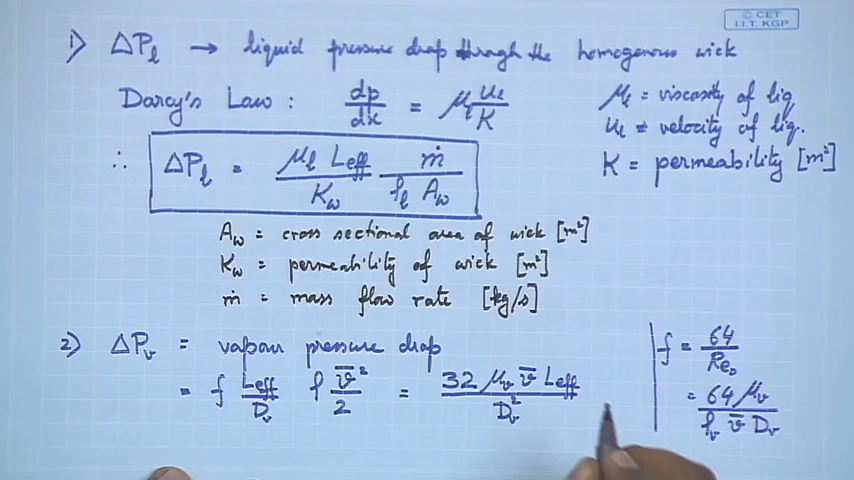 © CET
I.I.T. KGP
1) ΔP_l → liquid pressure drop through the homogenous wick
Darcy's Law : dp/dx = μ_l u_l/K
μ_l = viscosity of liq
u_l = velocity of liq.
K = permeability [m²]
∴ ΔP_l = (μ_l L_eff / K_w) (ṁ / ρ_l A_w)
A_w = cross sectional area of wick [m²]
K_w = permeability of wick [m²]
ṁ = mass flow rate [kg/s]
2) ΔP_v = vapour pressure drop
= f (L_eff / D_v) ρ v̄²/2 = 32 μ_v v̄ L_eff / D_v²
f = 64/Re_D
= 64 μ_v / ρ_v v̄ D_v